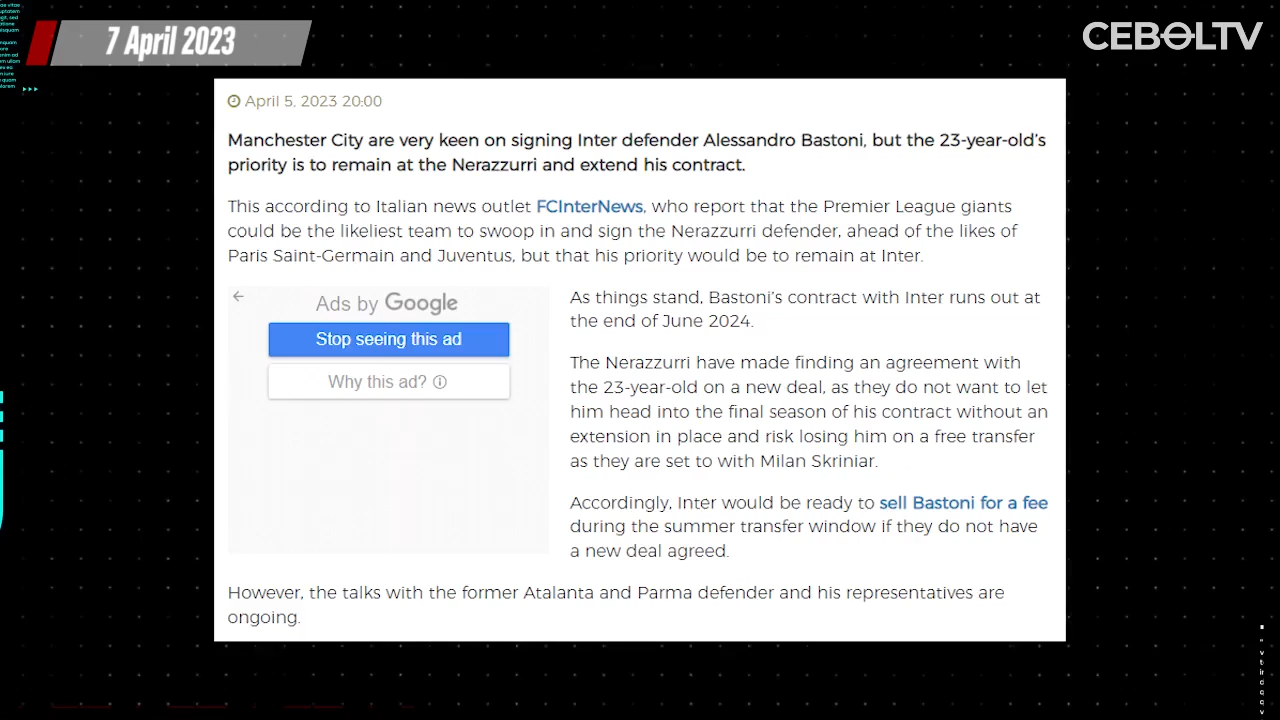 7 April 2023
CEBOLTV
April 5, 2023 20:00
Manchester City are very keen on signing Inter defender Alessandro Bastoni, but the 23-year-old's
priority is to remain at the Nerazzurri and extend his contract.
This according to Italian news outlet FCInterNews, who report that the Premier League giants
could be the likeliest team to swoop in and sign the Nerazzurri defender, ahead of the likes of
Paris Saint-Germain and Juventus, but that his priority would be to remain at Inter.
Ads by Google
Stop seeing this ad
Why this ad?
As things stand, Bastoni's contract with Inter runs out at
the end of June 2024.
The Nerazzurri have made finding an agreement with
the 23-year-old on a new deal, as they do not want to let
him head into the final season of his contract without an
extension in place and risk losing him on a free transfer
as they are set to with Milan Skriniar.
Accordingly, Inter would be ready to sell Bastoni for a fee
during the summer transfer window if they do not have
a new deal agreed.
However, the talks with the former Atalanta and Parma defender and his representatives are
ongoing.